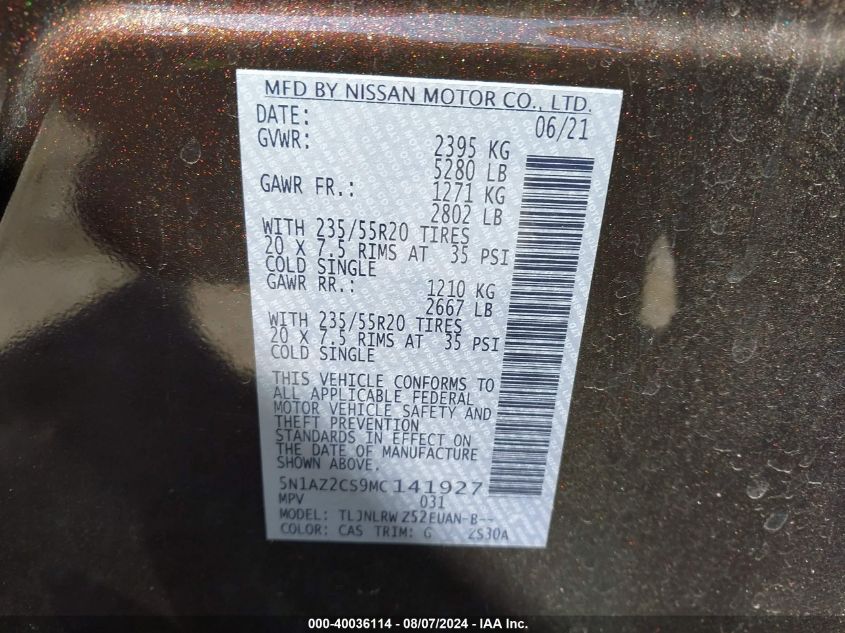 MFD BY NISSAN MOTOR CO., LTD.
DATE: 06/21
GVWR: 2395 KG
5280 LB
GAWR FR.: 1271 KG
2802 LB
WITH 235/55R20 TIRES
20 X 7.5 RIMS AT 35 PSI
COLD SINGLE
GAWR RR.: 1210 KG
2667 LB
WITH 235/55R20 TIRES
20 X 7.5 RIMS AT 35 PSI
COLD SINGLE
THIS VEHICLE CONFORMS TO
ALL APPLICABLE FEDERAL
MOTOR VEHICLE SAFETY AND
THEFT PREVENTION
STANDARDS IN EFFECT ON
THE DATE OF MANUFACTURE
SHOWN ABOVE.
5N1AZ2CS9MC141927
MPV 031
MODEL: TLJNLRW Z52EUAN-B--
COLOR: CAS TRIM: G 2S30A
000-40036114 - 08/07/2024 - IAA Inc.